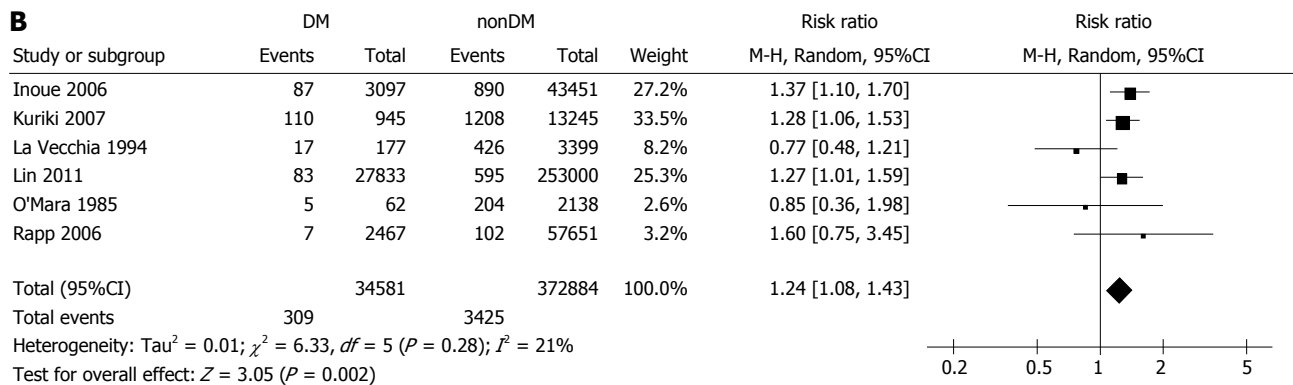 B
DM nonDM Risk ratio Risk ratio
Study or subgroup Events Total Events Total Weight M-H, Random, 95%CI M-H, Random, 95%CI
Inoue 2006 87 3097 890 43451 27.2% 1.37 [1.10, 1.70]
Kuriki 2007 110 945 1208 13245 33.5% 1.28 [1.06, 1.53]
La Vecchia 1994 17 177 426 3399 8.2% 0.77 [0.48, 1.21]
Lin 2011 83 27833 595 253000 25.3% 1.27 [1.01, 1.59]
O'Mara 1985 5 62 204 2138 2.6% 0.85 [0.36, 1.98]
Rapp 2006 7 2467 102 57651 3.2% 1.60 [0.75, 3.45]
Total (95%CI) 34581 372884 100.0% 1.24 [1.08, 1.43]
Total events 309 3425
Heterogeneity: Tau² = 0.01; χ² = 6.33, df = 5 (P = 0.28); I² = 21%
Test for overall effect: Z = 3.05 (P = 0.002)
0.2 0.5 1 2 5